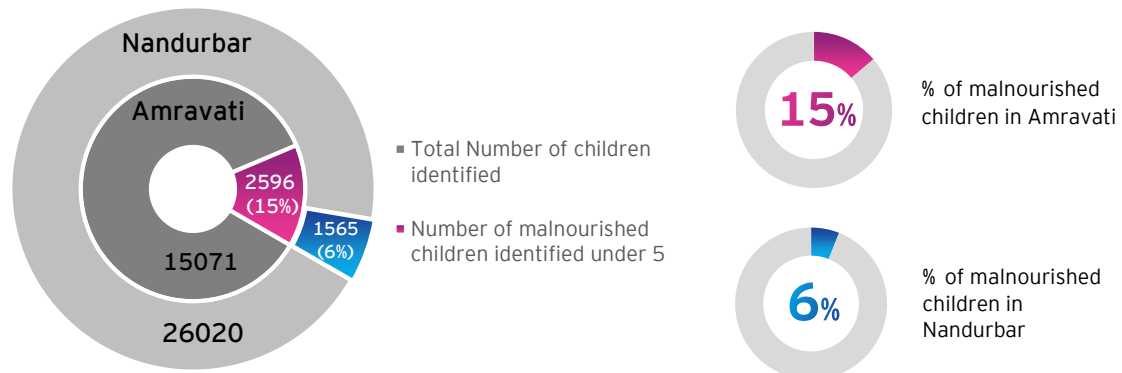 Nandurbar
Amravati
2596
(15%)
1565
(6%)
15071
26020
Total Number of children
identified
Number of malnourished
children identified under 5
15%
% of malnourished
children in Amravati
6%
% of malnourished
children in
Nandurbar